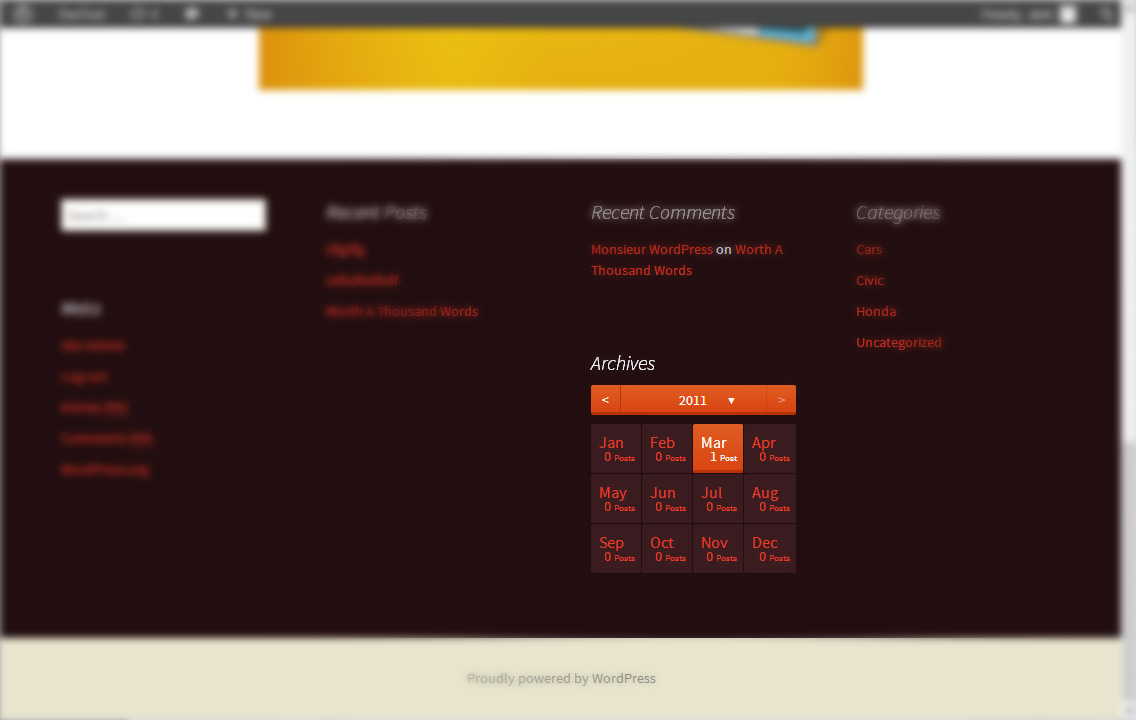 New
Search ...
Meta
Site Admin
Log out
Entries RSS
Comments RSS
WordPress.org
Recent Posts
Worth A Thousand Words
Recent Comments
Monsieur WordPress on Worth A
Thousand Words
Archives
< 2011 ▼ >
Jan Feb Mar Apr
0 Posts 0 Posts 1 Post 0 Posts
May Jun Jul Aug
0 Posts 0 Posts 0 Posts 0 Posts
Sep Oct Nov Dec
0 Posts 0 Posts 0 Posts 0 Posts
Categories
Cars
Civic
Honda
Uncategorized
Proudly powered by WordPress